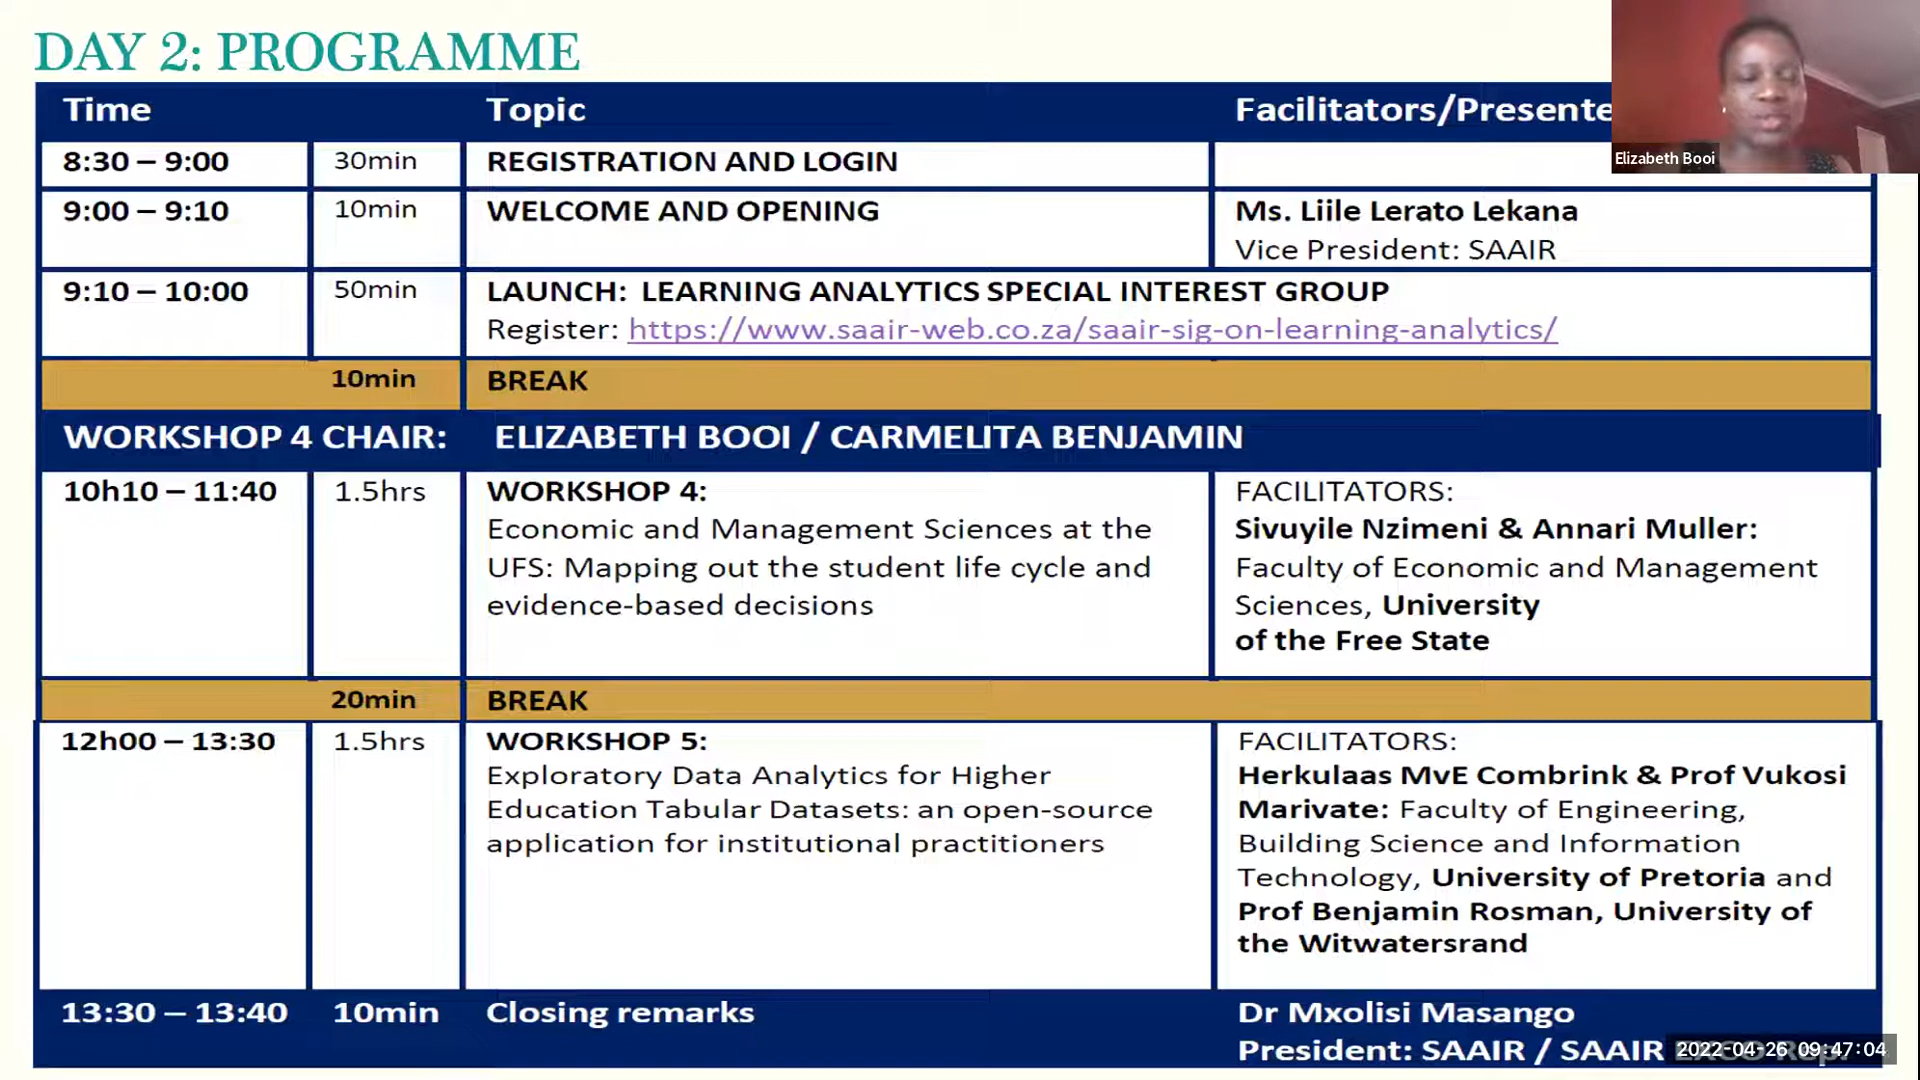 DAY 2: PROGRAMME
Time Topic Facilitators/Presente
Elizabeth Booi
8:30 – 9:00 30min REGISTRATION AND LOGIN
9:00 – 9:10 10min WELCOME AND OPENING Ms. Liile Lerato Lekana
Vice President: SAAIR
9:10 – 10:00 50min LAUNCH: LEARNING ANALYTICS SPECIAL INTEREST GROUP
Register: https://www.saair-web.co.za/saair-sig-on-learning-analytics/
10min BREAK
WORKSHOP 4 CHAIR: ELIZABETH BOOI / CARMELITA BENJAMIN
10h10 – 11:40 1.5hrs WORKSHOP 4: FACILITATORS:
Economic and Management Sciences at the Sivuyile Nzimeni & Annari Muller:
UFS: Mapping out the student life cycle and Faculty of Economic and Management
evidence-based decisions Sciences, University
of the Free State
20min BREAK
12h00 – 13:30 1.5hrs WORKSHOP 5: FACILITATORS:
Exploratory Data Analytics for Higher Herkulaas MvE Combrink & Prof Vukosi
Education Tabular Datasets: an open-source Marivate: Faculty of Engineering,
application for institutional practitioners Building Science and Information
Technology, University of Pretoria and
Prof Benjamin Rosman, University of
the Witwatersrand
13:30 – 13:40 10min Closing remarks Dr Mxolisi Masango
President: SAAIR / SAAIR
2022-04-26 09:47:04